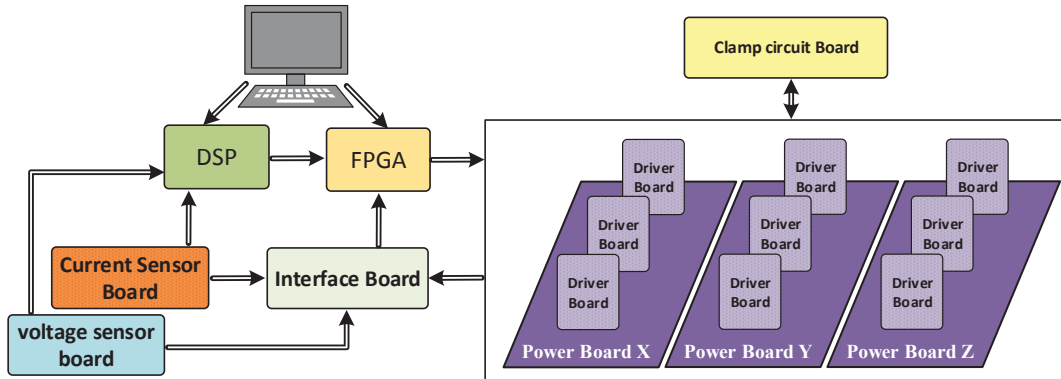 Clamp circuit Board
DSP
FPGA
Current Sensor
Board
Interface Board
voltage sensor
board
Driver
Board
Driver
Board
Driver
Board
Power Board X
Driver
Board
Driver
Board
Driver
Board
Power Board Y
Driver
Board
Driver
Board
Driver
Board
Power Board Z